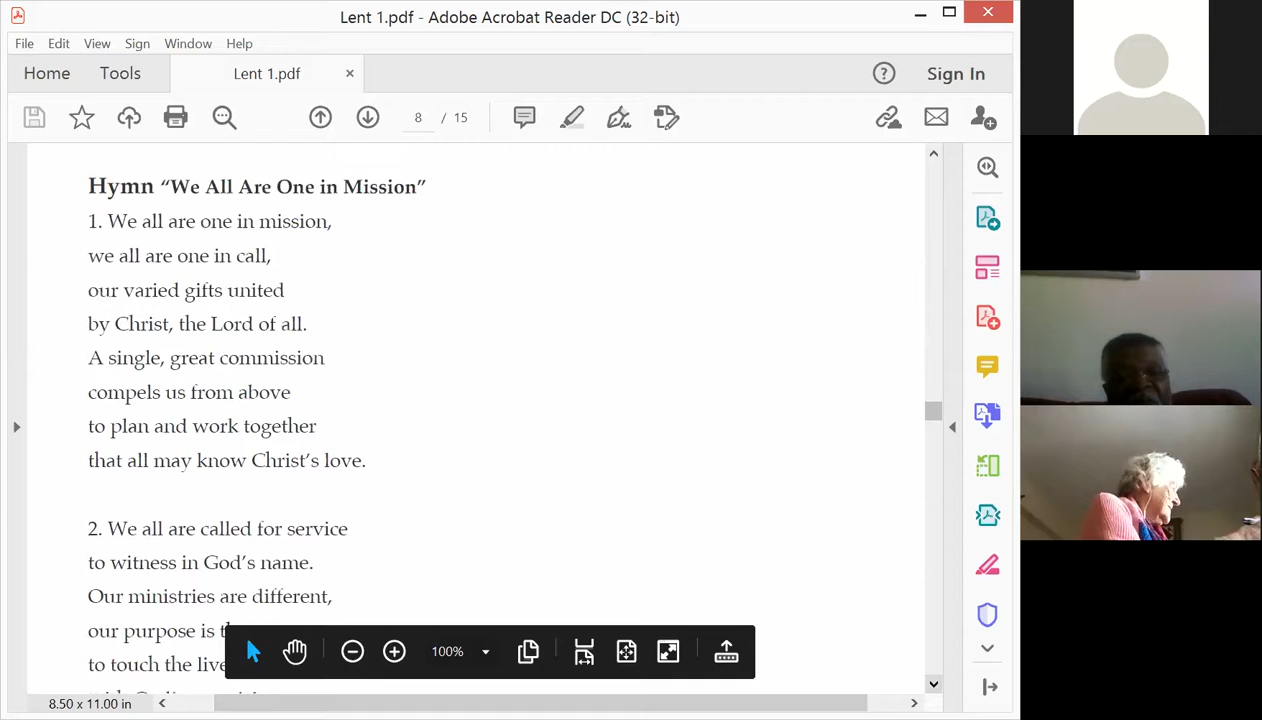 Lent 1.pdf - Adobe Acrobat Reader DC (32-bit)
File Edit View Window Help
Home Tools Lent 1.pdf × Sign In
8 / 15
Hymn “We All Are One in Mission”
1. We all are one in mission,
we all are one in call,
our varied gifts united
by Christ, the Lord of all.
A single, great commission
compels us from above
to plan and work together
that all may know Christ’s love.
2. We all are called for service
to witness in God’s name.
Our ministries are different,
our purpose is
to touch the
100%
8.50 x 11.00 in